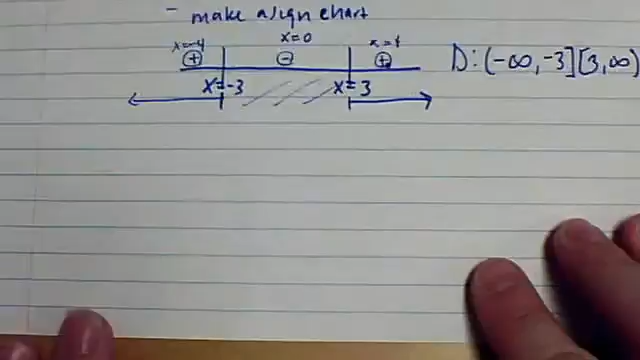 - make a sign chart
x=-4 x=0 x=4
+ - +
x=-3 x=3
D: (-∞, -3][3, ∞)